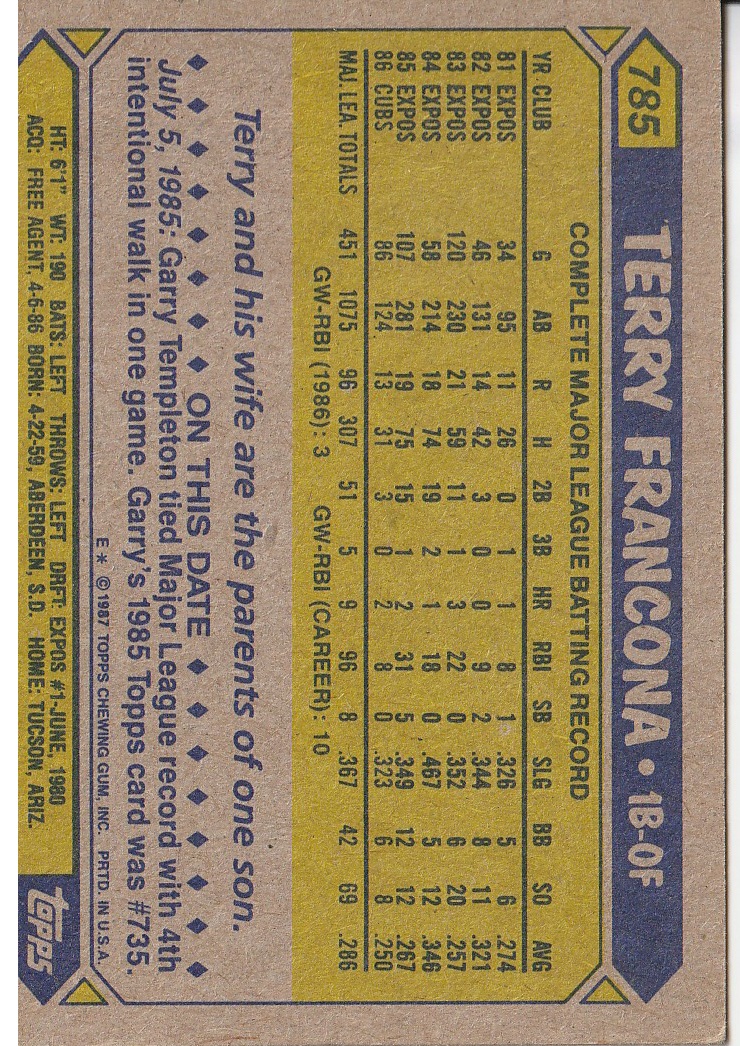 785 TERRY FRANCONA • 1B-OF
COMPLETE MAJOR LEAGUE BATTING RECORD
YR CLUB G AB R H 2B 3B HR RBI SB SLG BB SO AVG
81 EXPOS 34 95 11 26 0 1 1 8 1 .326 5 6 .274
82 EXPOS 46 131 14 42 3 0 0 9 2 .344 8 11 .321
83 EXPOS 120 230 21 59 11 1 3 22 0 .352 6 20 .257
84 EXPOS 58 214 18 74 19 2 1 18 0 .467 5 12 .346
85 EXPOS 107 281 19 75 15 1 2 31 5 .349 12 12 .267
86 CUBS 86 124 13 31 3 0 2 8 0 .323 6 8 .250
MAJ. LEA. TOTALS 451 1075 96 307 51 5 9 96 8 .367 42 69 .286
GW-RBI (1986): 3 GW-RBI (CAREER): 10
Terry and his wife are the parents of one son.
◆ ◆ ◆ ◆ ◆ ◆ ◆ ◆ ON THIS DATE ◆ ◆ ◆ ◆ ◆ ◆ ◆ ◆
July 5, 1985: Garry Templeton tied Major League record with 4th
intentional walk in one game. Garry's 1985 Topps card was #735.
E* © 1987 TOPPS CHEWING GUM, INC. PRTD. IN U.S.A.
HT: 6'1" WT: 190 BATS: LEFT THROWS: LEFT DRFT: EXPOS #1-JUNE, 1980
ACQ: FREE AGENT, 4-6-86 BORN: 4-22-59, ABERDEEN, S.D. HOME: TUCSON, ARIZ.
topps